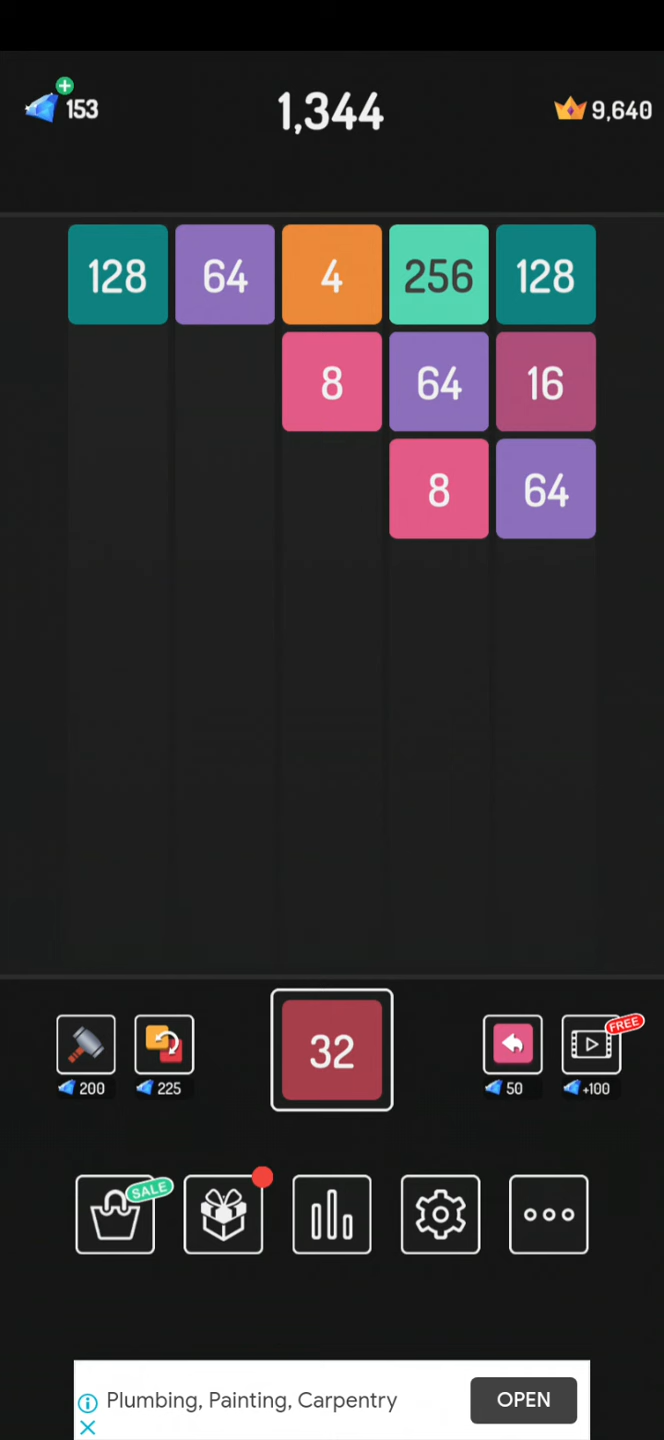 153
1,344
9,640
128 64 4 256 128
8 64 16
8 64
32
FREE
200 225 50 +100
SALE
Plumbing, Painting, Carpentry
OPEN